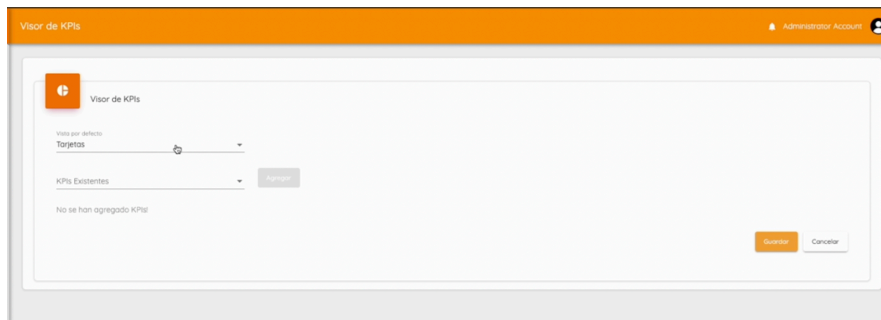 Visor de KPIs
Administrator Account
Visor de KPIs
Vista por defecto
Tarjetas
KPIs Existentes
Agregar
No se han agregado KPIs!
Guardar
Cancelar